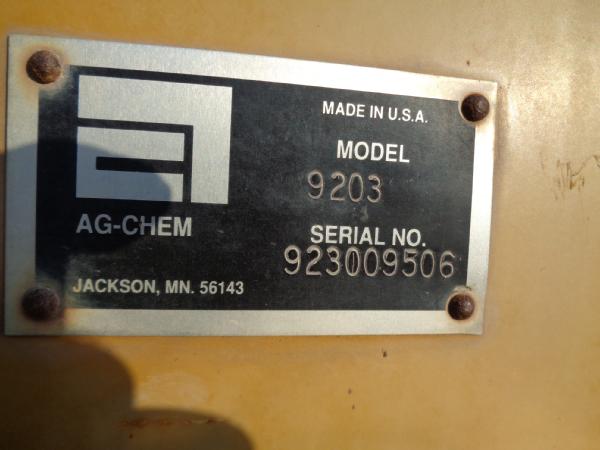 MADE IN U.S.A.
MODEL
9203
AG-CHEM
SERIAL NO.
923009506
JACKSON, MN. 56143